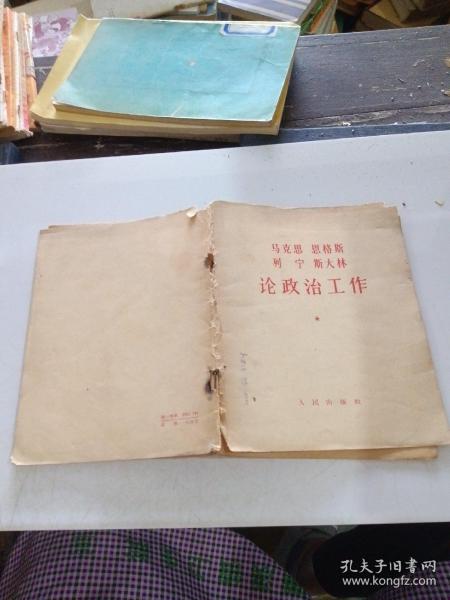 马克思 恩格斯
列宁 斯大林
论政治工作
人民出版社
孔夫子旧书网
www.kongfz.com